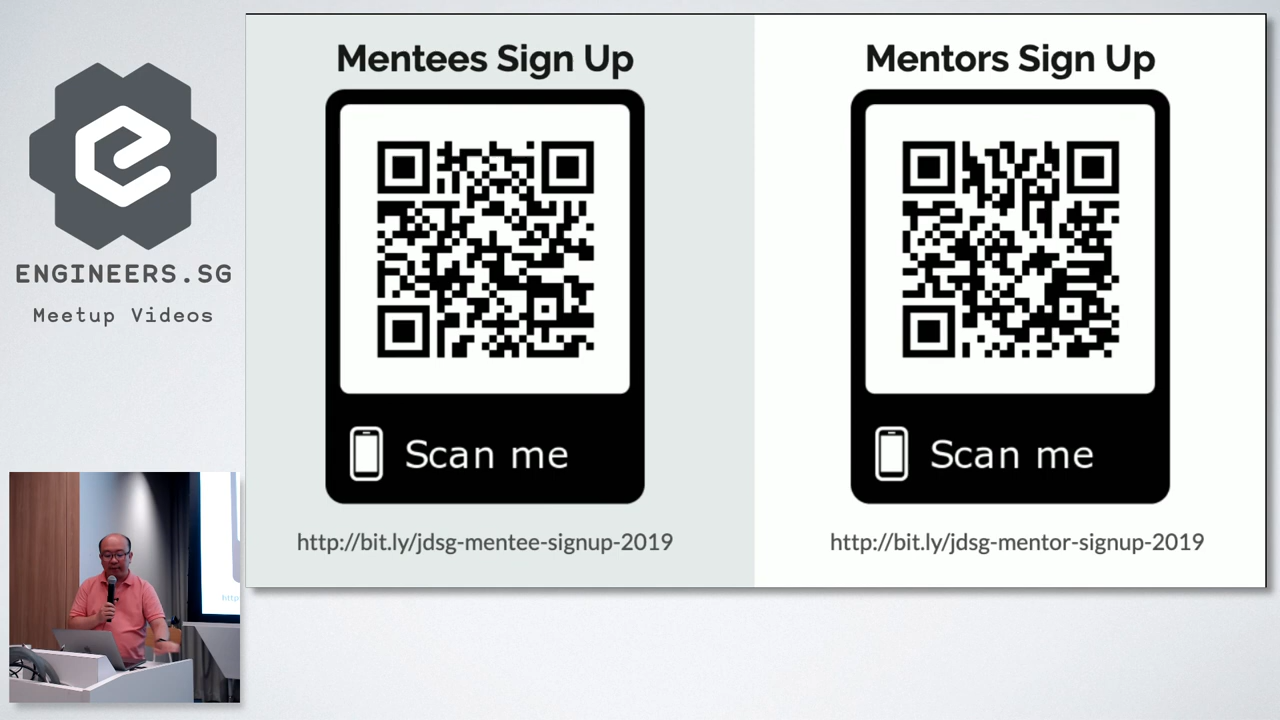 ENGINEERS.SG
Meetup Videos
Mentees Sign Up
Scan me
http://bit.ly/jdsg-mentee-signup-2019
Mentors Sign Up
Scan me
http://bit.ly/jdsg-mentor-signup-2019
http:/